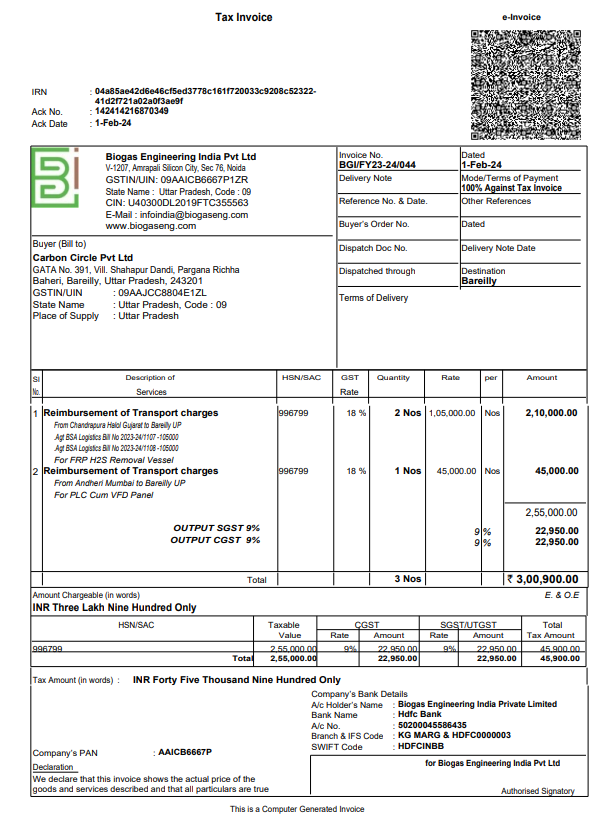 Tax Invoice
e-Invoice
IRN : 04a85ae42d6e46cf5ed3778c161f720033c9208c52322-
41d2f721a02a0f3ae9f
Ack No. : 142414216870349
Ack Date : 1-Feb-24
Biogas Engineering India Pvt Ltd
V-1207, Amrapali Silicon City, Sec 76, Noida
GSTIN/UIN: 09AAICB6667P1ZR
State Name : Uttar Pradesh, Code : 09
CIN: U40300DL2019FTC355563
E-Mail : infoindia@biogaseng.com
www.biogaseng.com
Invoice No. Dated
BGI/FY23-24/044 1-Feb-24
Delivery Note Mode/Terms of Payment
100% Against Tax Invoice
Reference No. & Date. Other References
Buyer's Order No. Dated
Dispatch Doc No. Delivery Note Date
Dispatched through Destination
Bareilly
Terms of Delivery
Buyer (Bill to)
Carbon Circle Pvt Ltd
GATA No. 391, Vill. Shahapur Dandi, Pargana Richha
Baheri, Bareilly, Uttar Pradesh, 243201
GSTIN/UIN : 09AAJCC8804E1ZL
State Name : Uttar Pradesh, Code : 09
Place of Supply : Uttar Pradesh
Sl Description of HSN/SAC GST Quantity Rate per Amount
No. Services Rate
1 Reimbursement of Transport charges 996799 18 % 2 Nos 1,05,000.00 Nos 2,10,000.00
From Chandrapura Halol Gujarat to Bareilly UP
.Agt BSA Logistics Bill No 2023-24/1107 -105000
.Agt BSA Logistics Bill No 2023-24/1108 -105000
For FRP H2S Removal Vessel
2 Reimbursement of Transport charges 996799 18 % 1 Nos 45,000.00 Nos 45,000.00
From Andheri Mumbai to Bareilly UP
For PLC Cum VFD Panel
2,55,000.00
OUTPUT SGST 9% 9 % 22,950.00
OUTPUT CGST 9% 9 % 22,950.00
Total 3 Nos ₹ 3,00,900.00
Amount Chargeable (in words) E. & O.E
INR Three Lakh Nine Hundred Only
HSN/SAC Taxable CGST SGST/UTGST Total
Value Rate Amount Rate Amount Tax Amount
996799 2,55,000.00 9% 22,950.00 9% 22,950.00 45,900.00
Total 2,55,000.00 22,950.00 22,950.00 45,900.00
Tax Amount (in words) : INR Forty Five Thousand Nine Hundred Only
Company's Bank Details
A/c Holder's Name : Biogas Engineering India Private Limited
Bank Name : Hdfc Bank
A/c No. : 50200045586435
Branch & IFS Code : KG MARG & HDFC0000003
SWIFT Code : HDFCINBB
Company's PAN : AAICB6667P
Declaration
We declare that this invoice shows the actual price of the
goods and services described and that all particulars are true
for Biogas Engineering India Pvt Ltd
Authorised Signatory
This is a Computer Generated Invoice